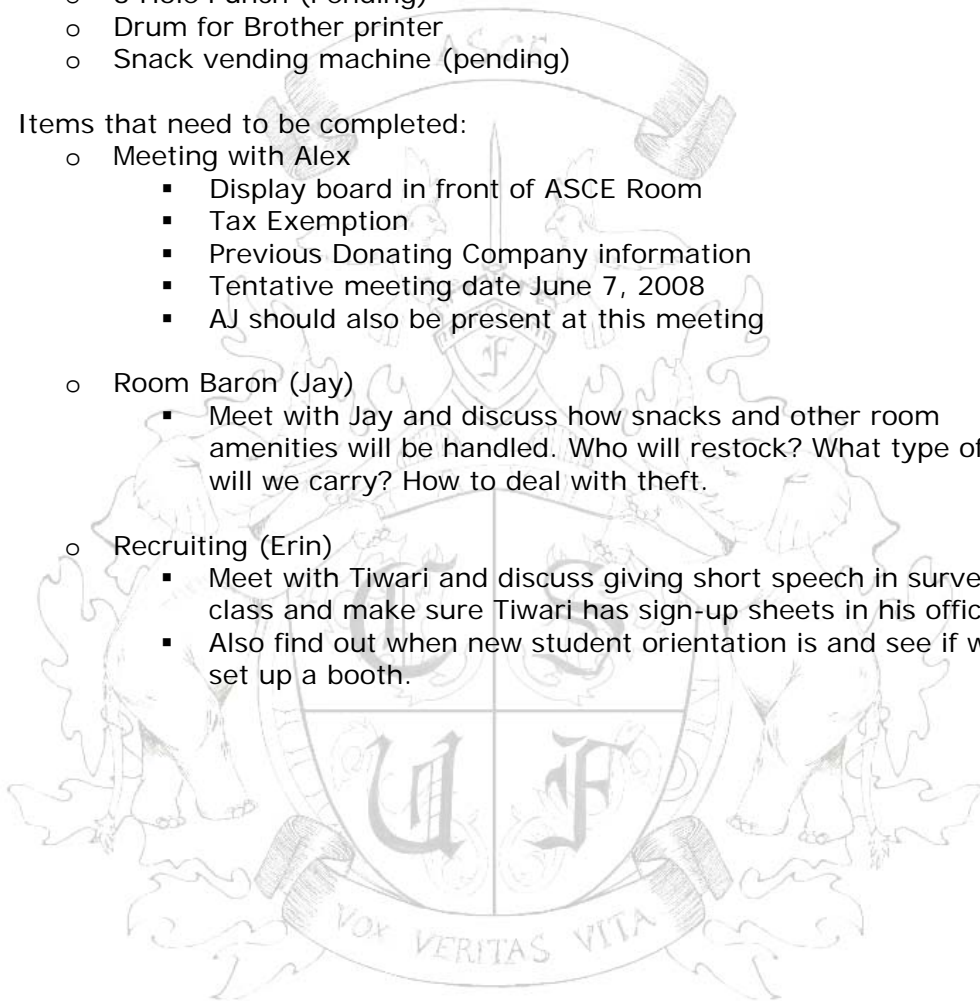 o 3 Hole Punch (Pending)
o Drum for Brother printer
o Snack vending machine (pending)
Items that need to be completed:
o Meeting with Alex
▪ Display board in front of ASCE Room
▪ Tax Exemption
▪ Previous Donating Company information
▪ Tentative meeting date June 7, 2008
▪ AJ should also be present at this meeting
o Room Baron (Jay)
▪ Meet with Jay and discuss how snacks and other room
amenities will be handled. Who will restock? What type of
will we carry? How to deal with theft.
o Recruiting (Erin)
▪ Meet with Tiwari and discuss giving short speech in surve
class and make sure Tiwari has sign-up sheets in his offic
▪ Also find out when new student orientation is and see if w
set up a booth.
ASCE
F
C S
U F
VOX VERITAS VITA